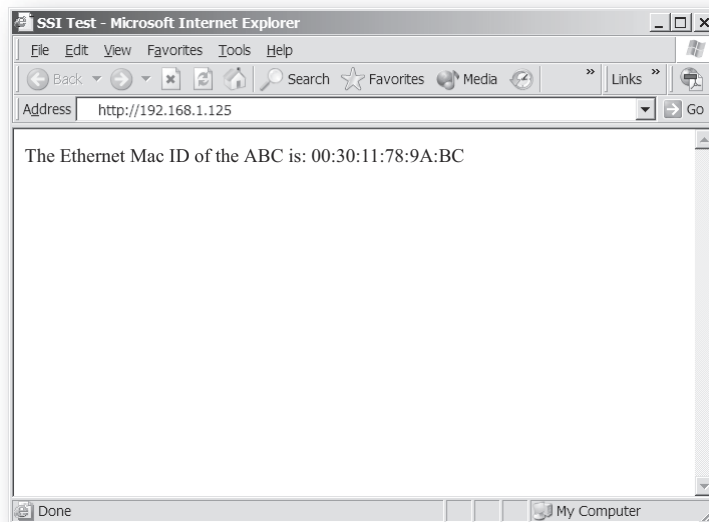 SSI Test - Microsoft Internet Explorer
File Edit View Favorites Tools Help
Back Search Favorites Media » Links »
Address http://192.168.1.125 Go
The Ethernet Mac ID of the ABC is: 00:30:11:78:9A:BC
Done My Computer